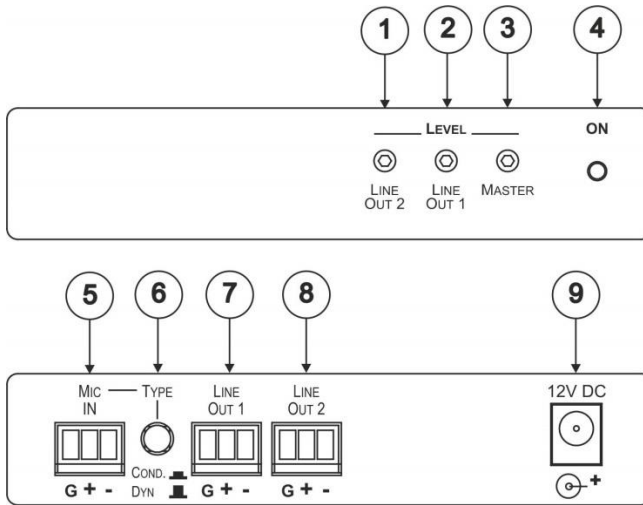 1 2 3 4
LEVEL ON
LINE OUT 2
LINE OUT 1
MASTER
5 6 7 8 9
MIC IN
TYPE
LINE OUT 1
LINE OUT 2
12V DC
COND.
DYN
G + -
G + -
G + -
+